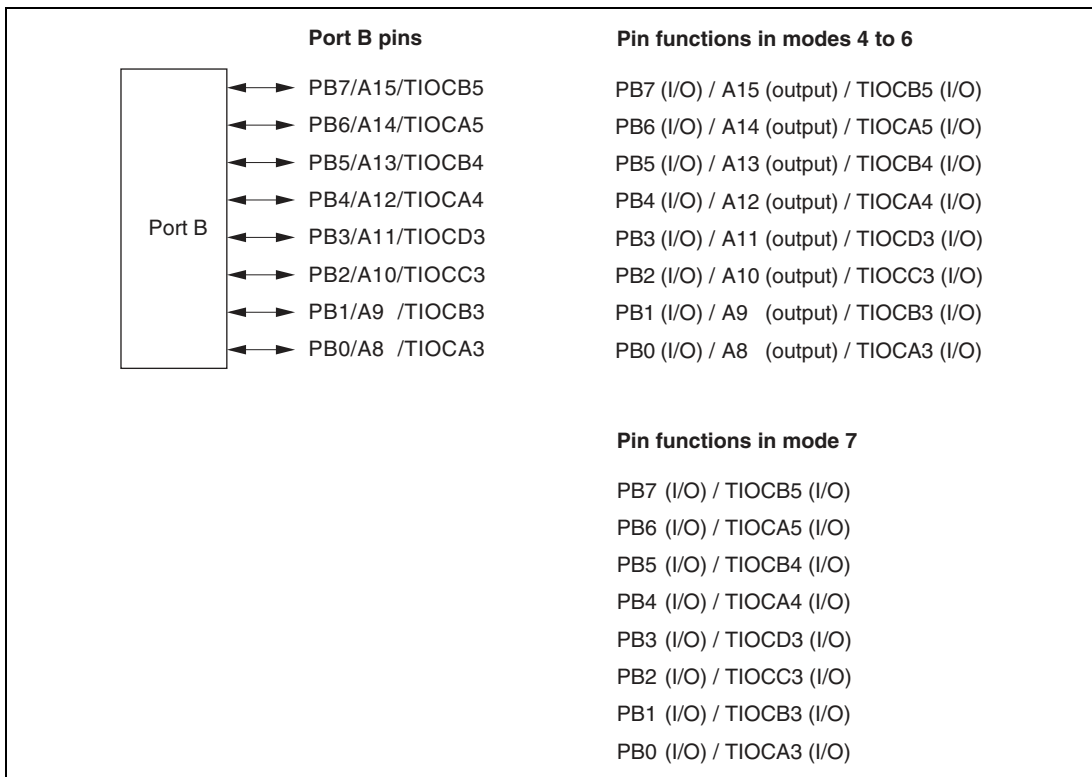 Port B pins
Pin functions in modes 4 to 6
Port B
PB7/A15/TIOCB5
PB6/A14/TIOCA5
PB5/A13/TIOCB4
PB4/A12/TIOCA4
PB3/A11/TIOCD3
PB2/A10/TIOCC3
PB1/A9 /TIOCB3
PB0/A8 /TIOCA3
PB7 (I/O) / A15 (output) / TIOCB5 (I/O)
PB6 (I/O) / A14 (output) / TIOCA5 (I/O)
PB5 (I/O) / A13 (output) / TIOCB4 (I/O)
PB4 (I/O) / A12 (output) / TIOCA4 (I/O)
PB3 (I/O) / A11 (output) / TIOCD3 (I/O)
PB2 (I/O) / A10 (output) / TIOCC3 (I/O)
PB1 (I/O) / A9 (output) / TIOCB3 (I/O)
PB0 (I/O) / A8 (output) / TIOCA3 (I/O)
Pin functions in mode 7
PB7 (I/O) / TIOCB5 (I/O)
PB6 (I/O) / TIOCA5 (I/O)
PB5 (I/O) / TIOCB4 (I/O)
PB4 (I/O) / TIOCA4 (I/O)
PB3 (I/O) / TIOCD3 (I/O)
PB2 (I/O) / TIOCC3 (I/O)
PB1 (I/O) / TIOCB3 (I/O)
PB0 (I/O) / TIOCA3 (I/O)